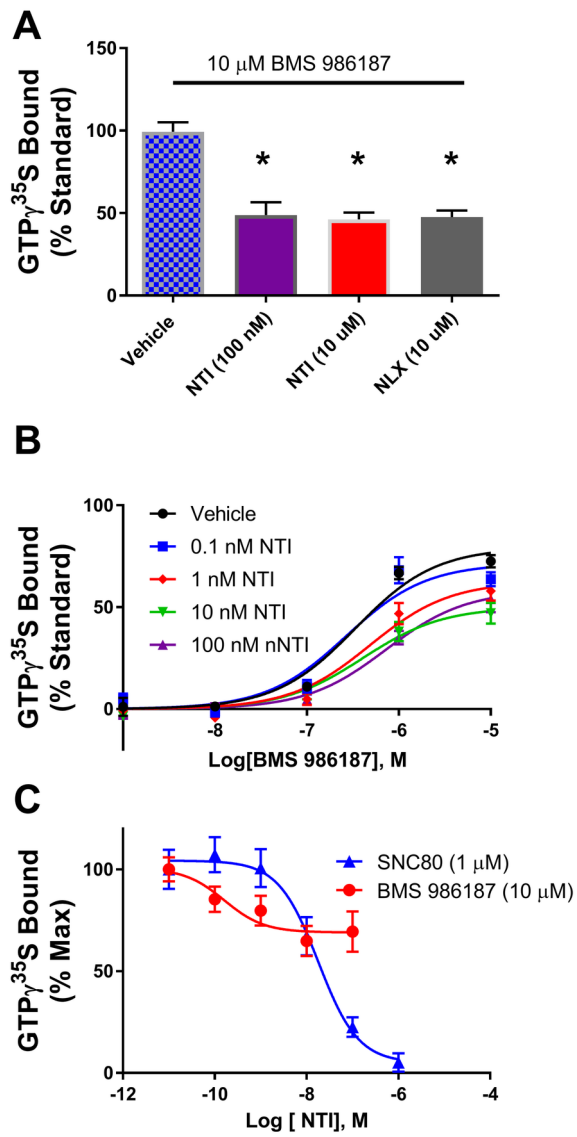 A
10 μM BMS 986187
GTPγ³⁵S Bound
(% Standard)
150
100
50
0
Vehicle
NTI (100 nM)
NTI (10 uM)
NLX (10 uM)
*
*
*
B
GTPγ³⁵S Bound
(% Standard)
100
50
0
Vehicle
0.1 nM NTI
1 nM NTI
10 nM NTI
100 nM nNTI
-8
-7
-6
-5
Log[BMS 986187], M
C
GTPγ³⁵S Bound
(% Max)
100
50
0
SNC80 (1 μM)
BMS 986187 (10 μM)
-12
-10
-8
-6
-4
Log [ NTI], M